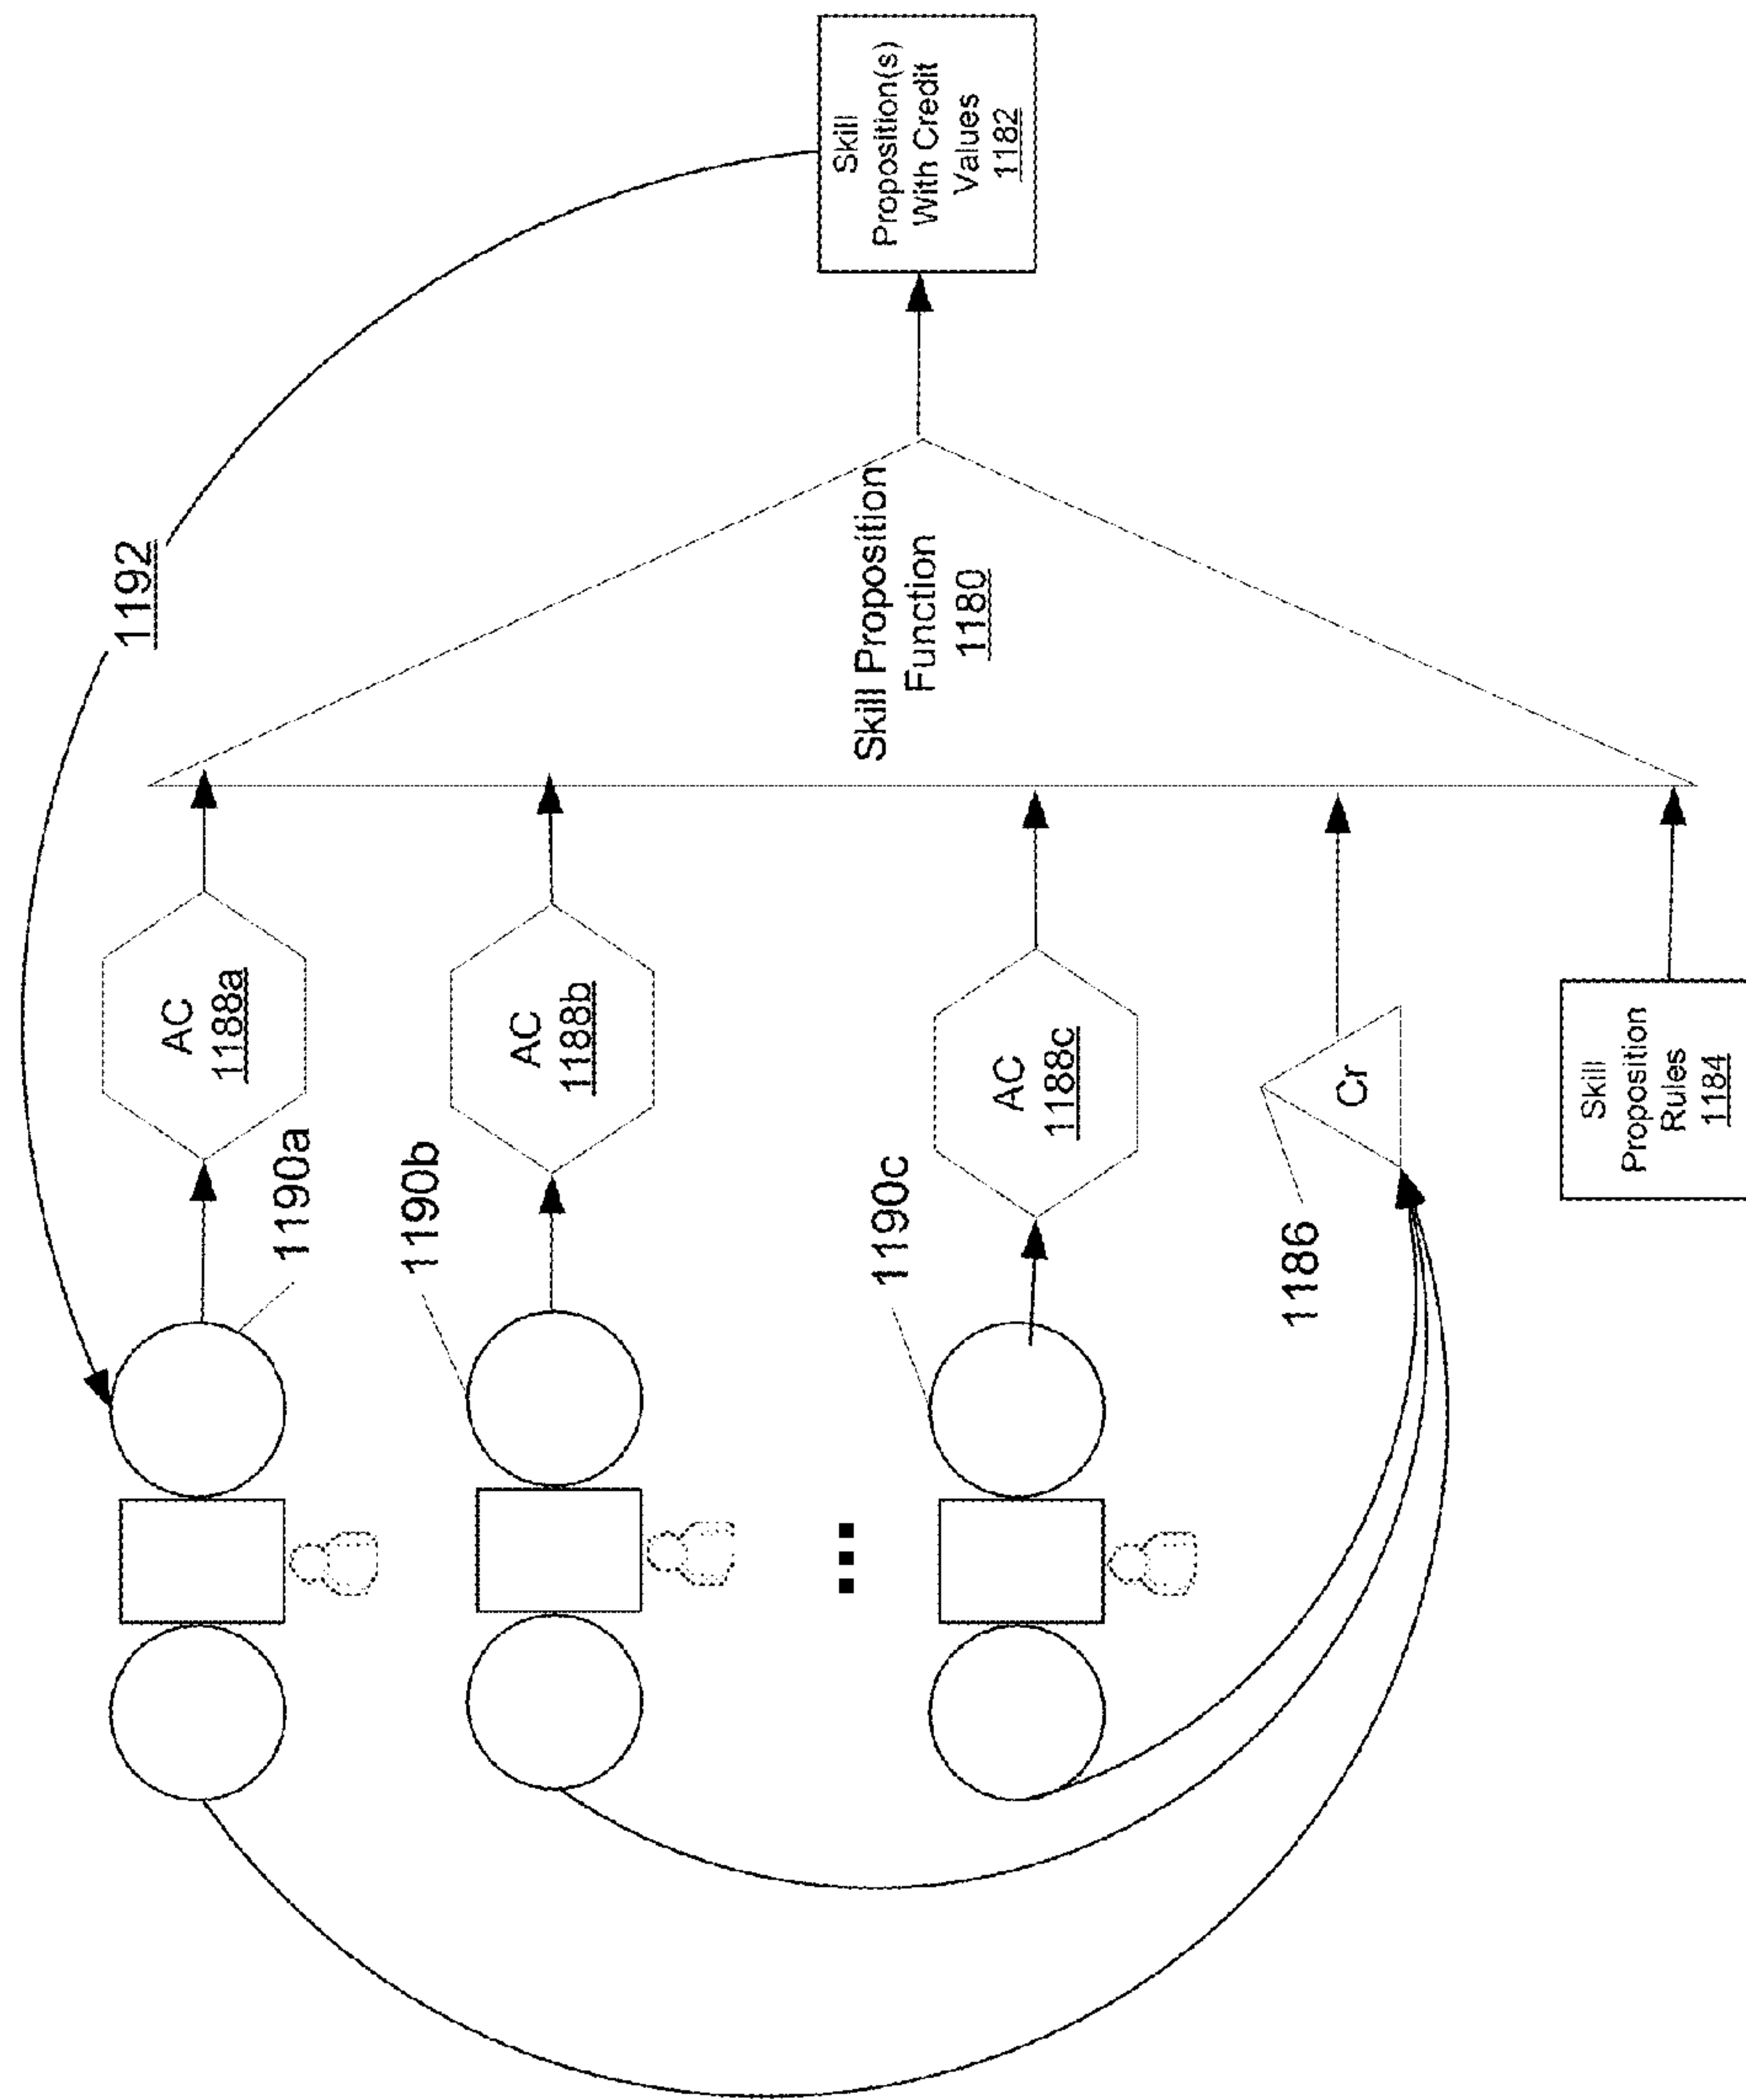 1192
Skill
Proposition(s)
With Credit
Values
1182
Skill Proposition
Function
1180
AC
1188a
AC
1188b
AC
1188c
Cr
Skill
Proposition
Rules
1184
1190a
1190b
1190c
1186